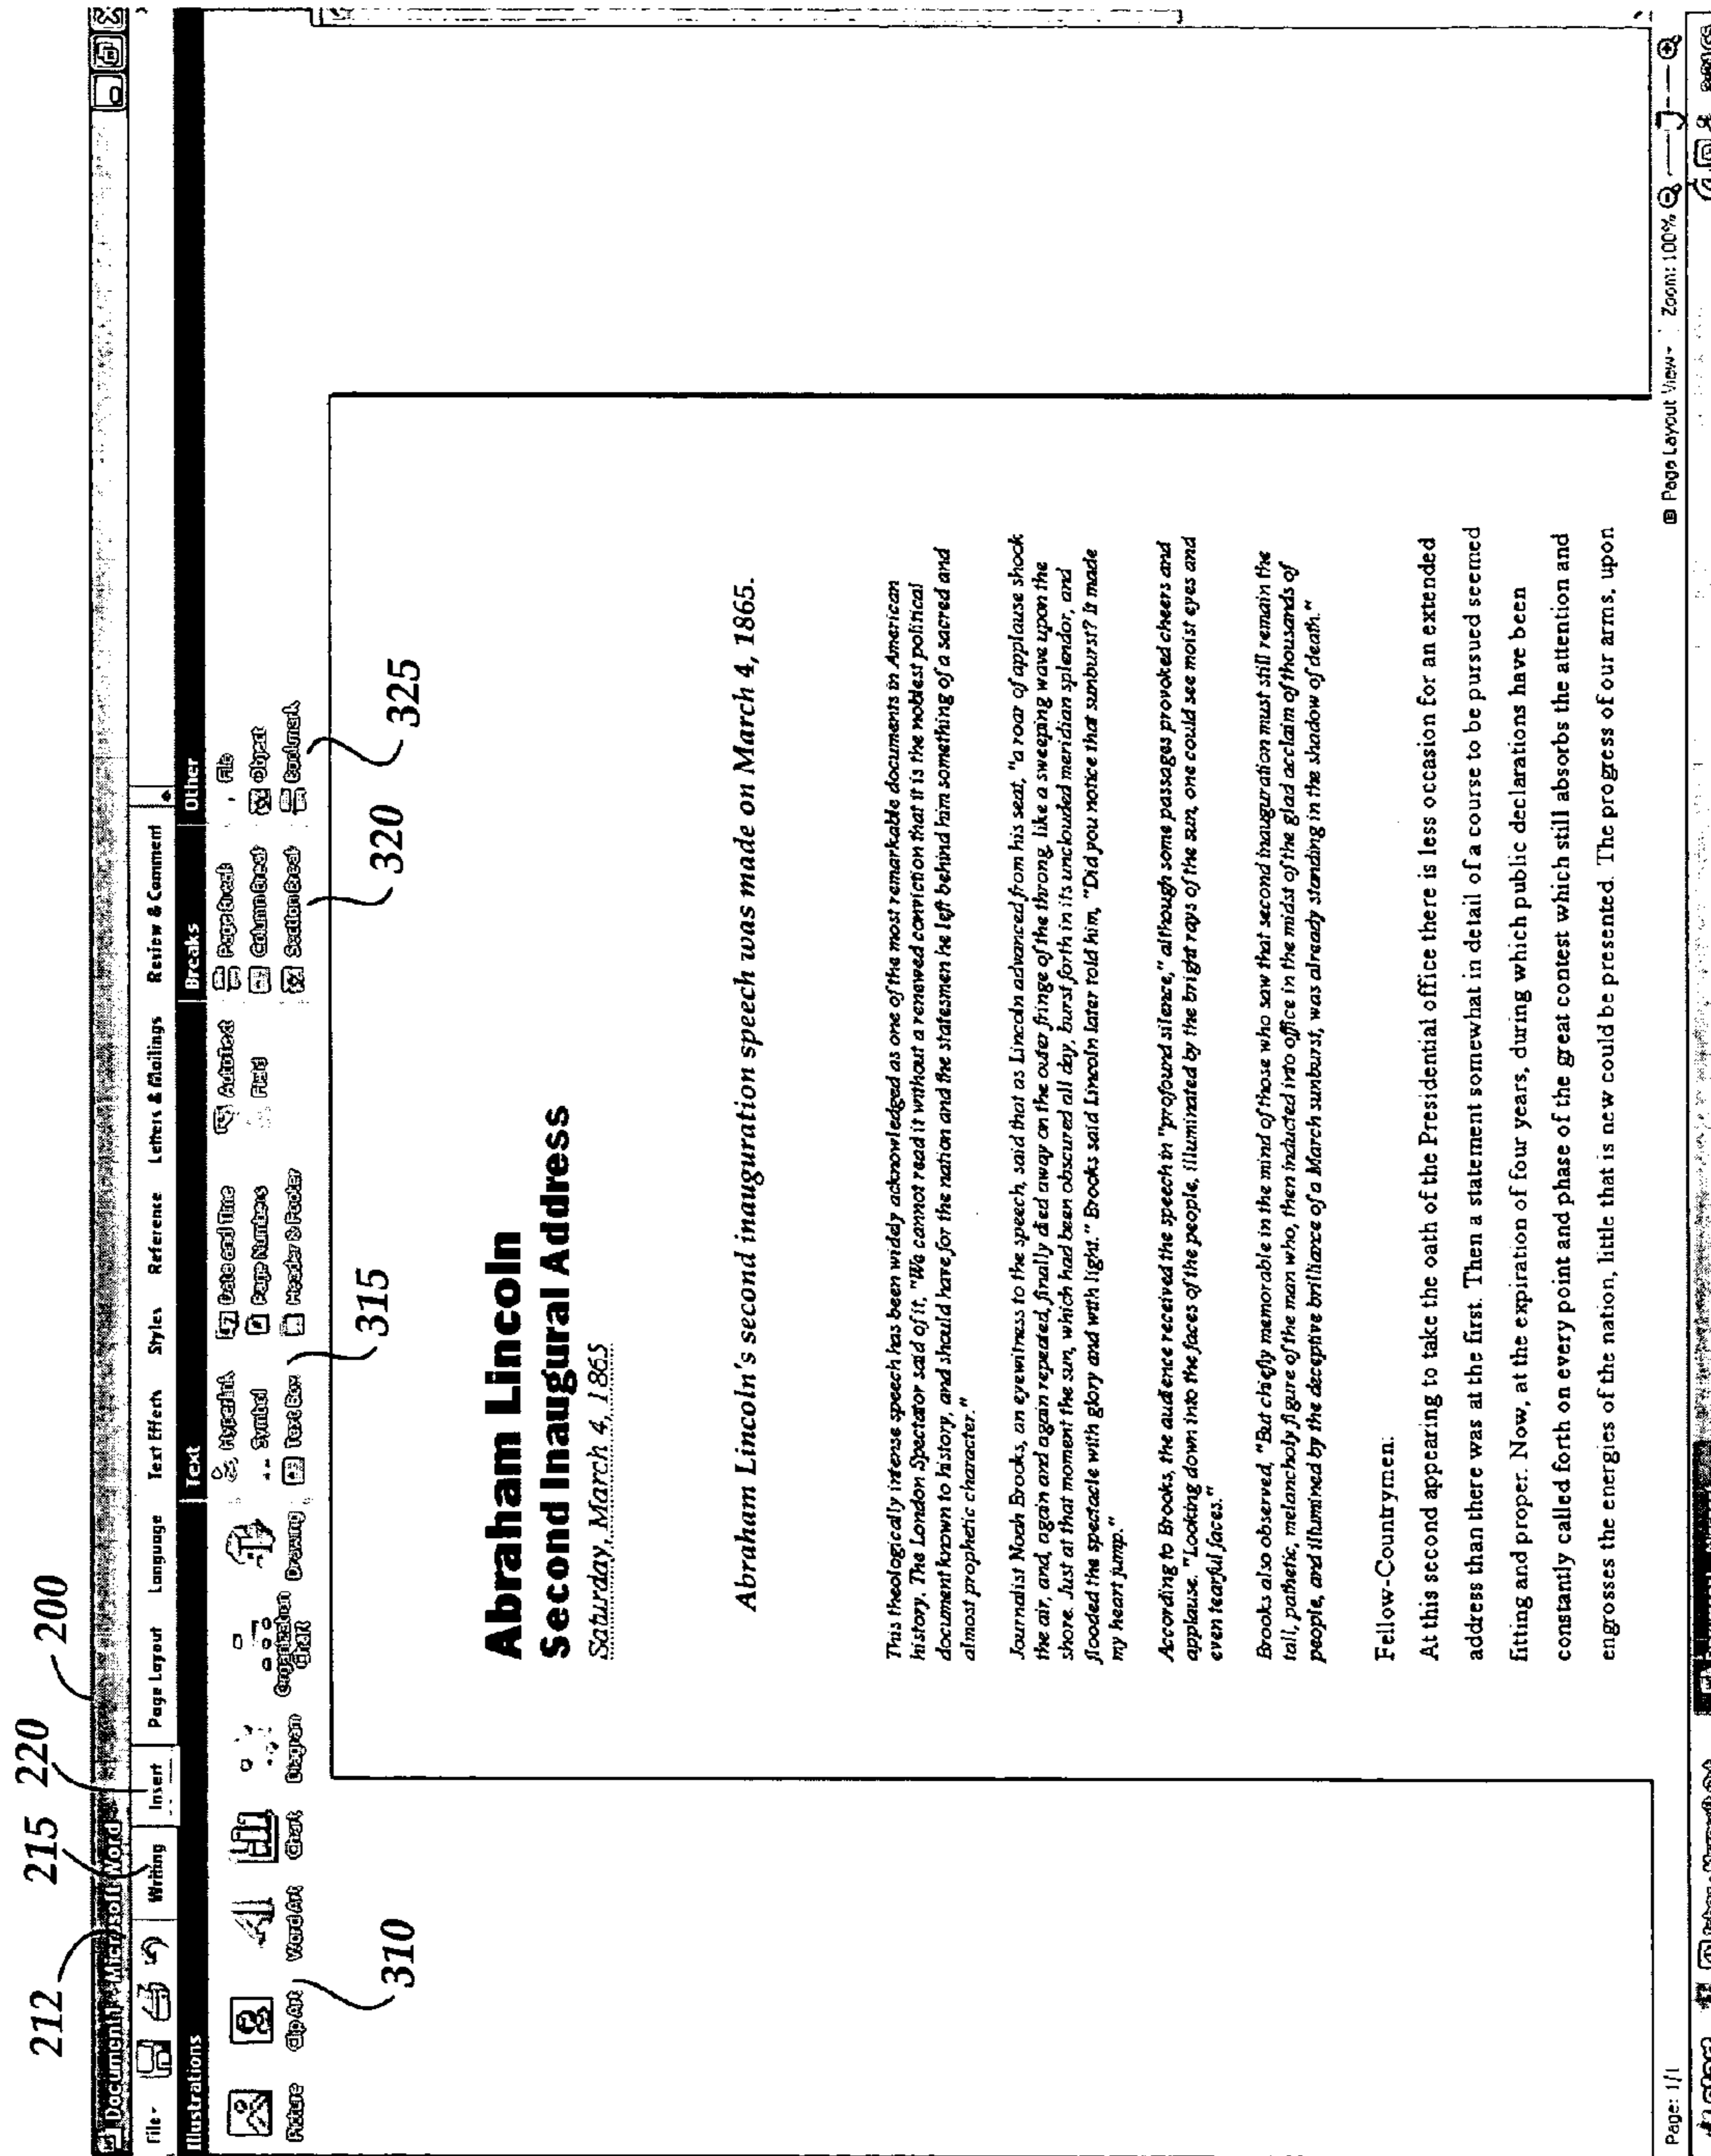 212 215 220 200
Document - Microsoft Word
File Writing Insert Page Layout Language Text Effects Styles Reference Letters & Mailings Review & Comment
Illustrations Text Breaks Other
Picture Clip Art Word Art Chart Diagram Organization Chart Drawing
Hyperlink Date and Time Autotext Page Break File
Symbol Page Numbers Field Column Break Object
Text Box Header & Footer Section Break Bookmark
310 315 320 325
Abraham Lincoln
Second Inaugural Address
Saturday, March 4, 1865
Abraham Lincoln's second inauguration speech was made on March 4, 1865.
This theologically intense speech has been widely acknowledged as one of the most remarkable documents in American
history. The London Spectator said of it, "We cannot read it without a renewed conviction that it is the noblest political
document known to history, and should have for the nation and the statesmen he left behind him something of a sacred and
almost prophetic character."
Journalist Noah Brooks, an eyewitness to the speech, said that as Lincoln advanced from his seat, "a roar of applause shook
the air, and, again and again repeated, finally died away on the outer fringe of the throng, like a sweeping wave upon the
shore. Just at that moment the sun, which had been obscured all day, burst forth in its unclouded meridian splendor, and
flooded the spectacle with glory and with light." Brooks said Lincoln later told him, "Did you notice that sunburst? It made
my heart jump."
According to Brooks, the audience received the speech in "profound silence," although some passages provoked cheers and
applause. "Looking down into the faces of the people, illuminated by the bright rays of the sun, one could see moist eyes and
even tearful faces."
Brooks also observed, "But chiefly memorable in the mind of those who saw that second inauguration must still remain the
tall, pathetic, melancholy figure of the man who, then inducted into office in the midst of the glad acclaim of thousands of
people, and illumined by the deceptive brilliance of a March sunburst, was already standing in the shadow of death."
Fellow-Countrymen:
At this second appearing to take the oath of the Presidential office there is less occasion for an extended
address than there was at the first. Then a statement somewhat in detail of a course to be pursued seemed
fitting and proper. Now, at the expiration of four years, during which public declarations have been
constantly called forth on every point and phase of the great contest which still absorbs the attention and
engrosses the energies of the nation, little that is new could be presented. The progress of our arms, upon
Page: 1/1 Page Layout View Zoom: 100%